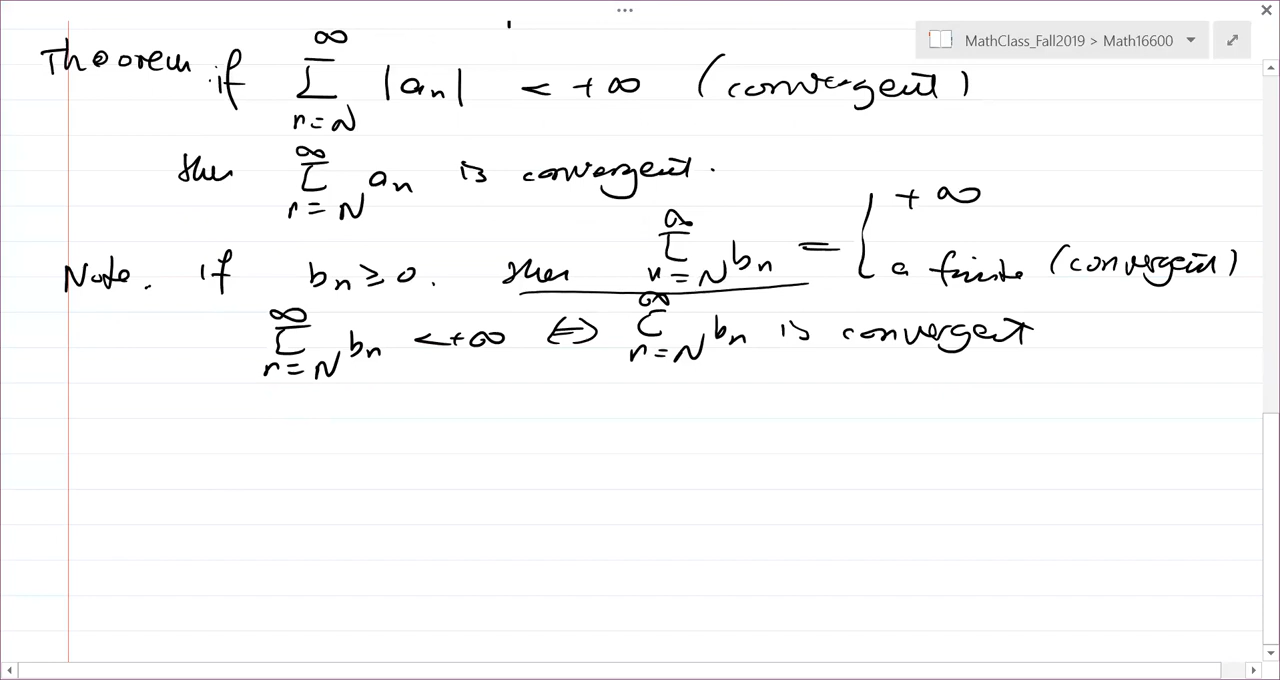 MathClass_Fall2019 > Math16600
Theorem. if ∑_{n=N}^{∞} |a_n| < +∞ (convergent)
then ∑_{n=N}^{∞} a_n is convergent.
Note. If b_n ≥ 0. then ∑_{n=N}^{∞} b_n = { +∞
a finite (convergent)
∑_{n=N}^{∞} b_n < +∞ ⇔ ∑_{n=N}^{∞} b_n is convergent